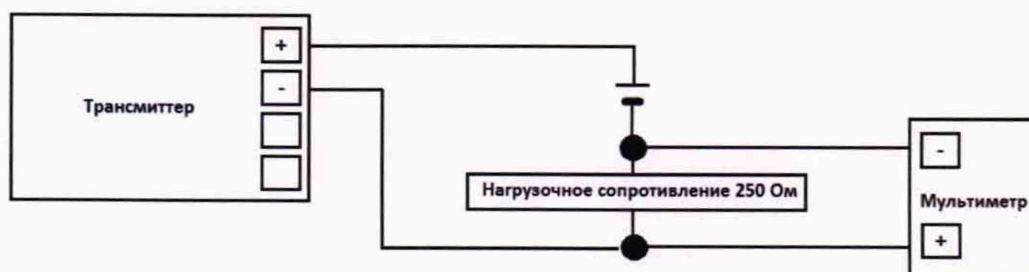 +
-
Трансмиттер
-
Нагрузочное сопротивление 250 Ом
Мультиметр
+